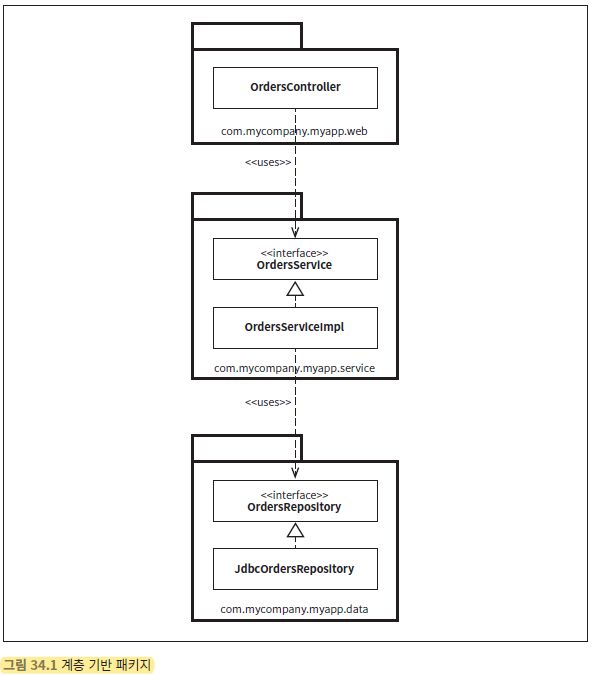 OrdersController
com.mycompany.myapp.web
<<uses>>
<<interface>>
OrdersService
OrdersServiceImpl
com.mycompany.myapp.service
<<uses>>
<<interface>>
OrdersRepository
JdbcOrdersRepository
com.mycompany.myapp.data
그림 34.1 계층 기반 패키지